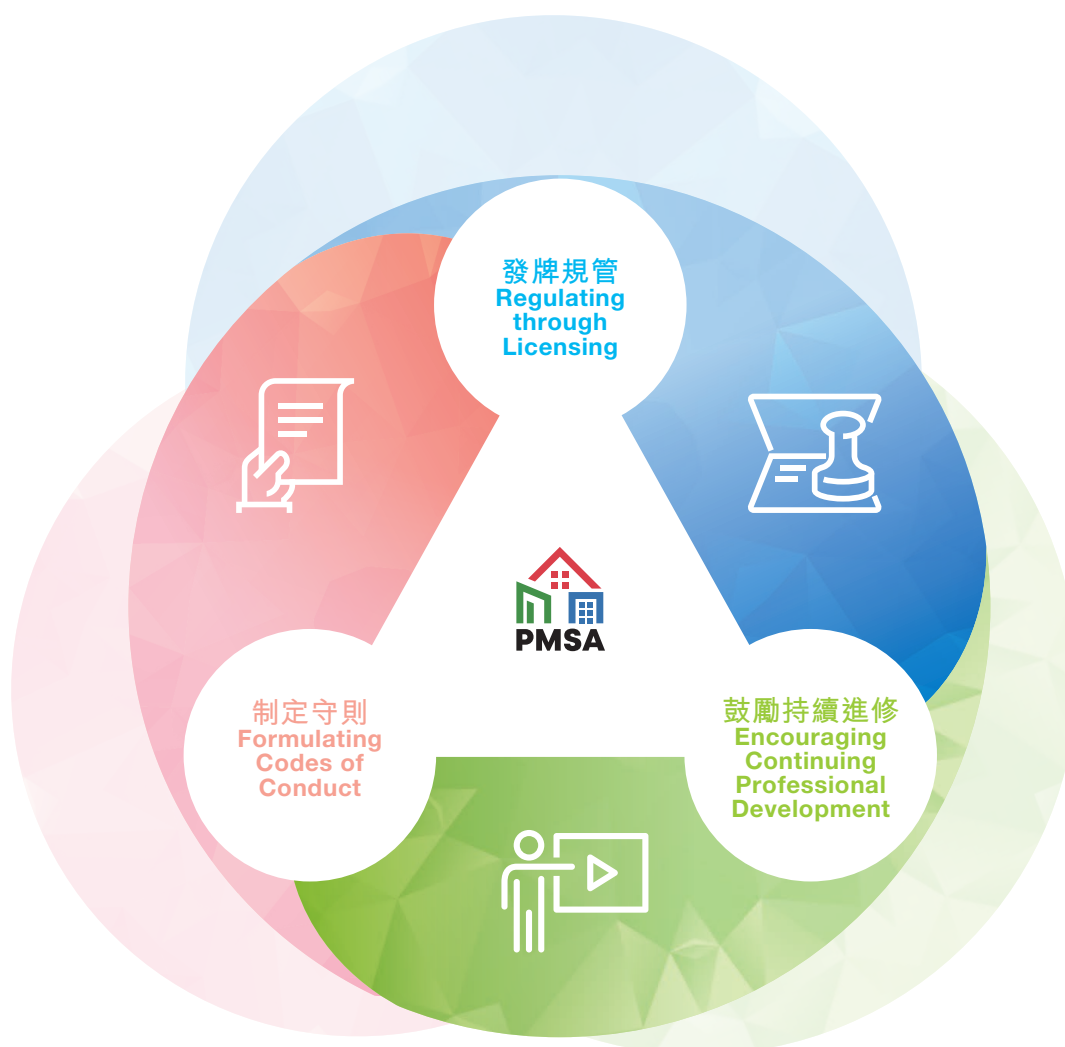 發牌規管
Regulating
through
Licensing
PMSA
制定守則
Formulating
Codes of
Conduct
鼓勵持續進修
Encouraging
Continuing
Professional
Development